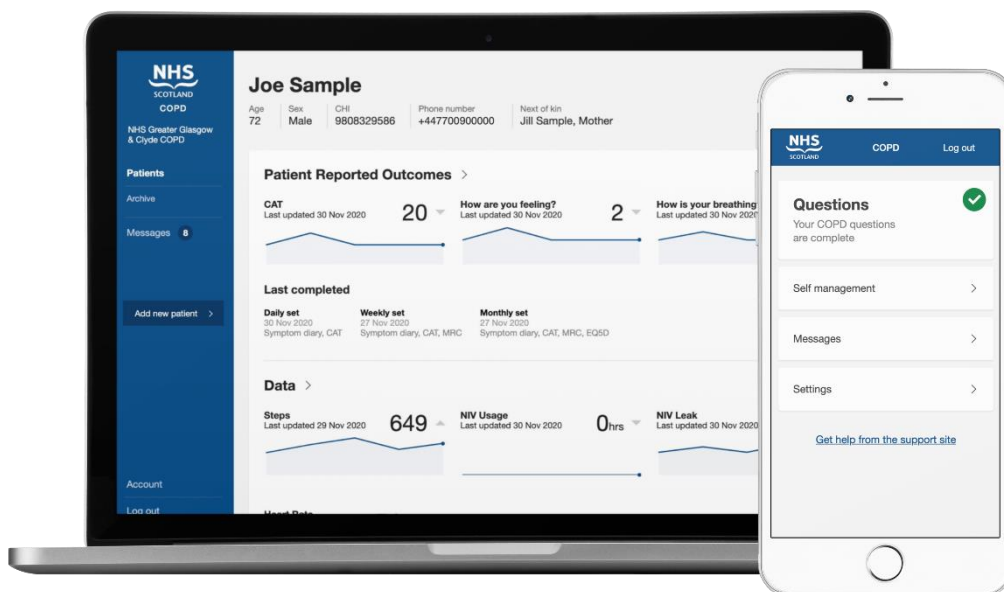 NHS
SCOTLAND
COPD
NHS Greater Glasgow
& Clyde COPD
Patients
Archive
Messages 8
Add new patient >
Account
Log out
Joe Sample
Age Sex CHI Phone number Next of kin
72 Male 9808329586 +447700900000 Jill Sample, Mother
Patient Reported Outcomes >
CAT
Last updated 30 Nov 2020
20
How are you feeling?
Last updated 30 Nov 2020
2
How is your breathing
Last updated 30 Nov 2020
Last completed
Daily set
30 Nov 2020
Symptom diary, CAT
Weekly set
27 Nov 2020
Symptom diary, CAT, MRC
Monthly set
27 Nov 2020
Symptom diary, CAT, MRC, EQ5D
Data >
Steps
Last updated 29 Nov 2020
649
NIV Usage
Last updated 30 Nov 2020
0hrs
NIV Leak
Last updated 30 Nov 2020
Heart Rate
NHS
SCOTLAND
COPD
Log out
Questions
Your COPD questions
are complete
Self management >
Messages >
Settings >
Get help from the support site